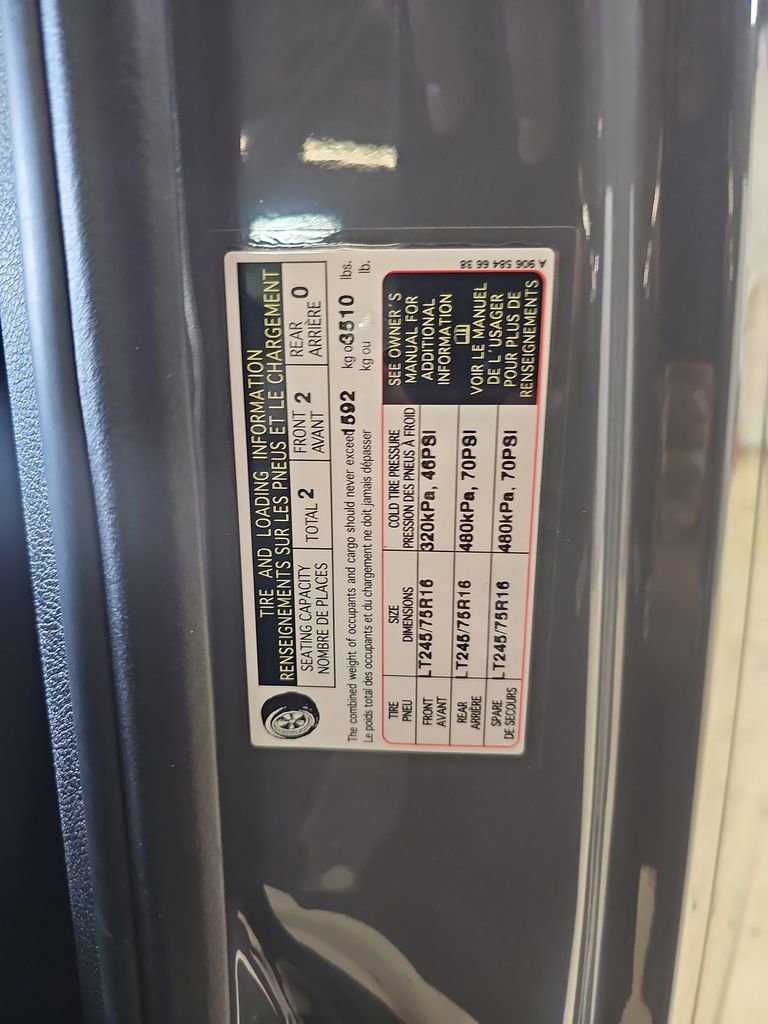 TIRE AND LOADING INFORMATION
RENSEIGNEMENTS SUR LES PNEUS ET LE CHARGEMENT
SEATING CAPACITY
NOMBRE DE PLACES
TOTAL 2
FRONT
AVANT
2
REAR
ARRIÈRE
0
The combined weight of occupants and cargo should never exceed 1592 kg or 3510 lbs.
Le poids total des occupants et du chargement ne doit jamais dépasser kg ou lb.
TIRE
PNEU
SIZE
DIMENSIONS
COLD TIRE PRESSURE
PRESSION DES PNEUS À FROID
FRONT
AVANT
LT245/75R16
320kPa, 46PSI
REAR
ARRIÈRE
LT245/75R16
480kPa, 70PSI
SPARE
DE SECOURS
LT245/75R16
480kPa, 70PSI
SEE OWNER'S
MANUAL FOR
ADDITIONAL
INFORMATION
VOIR LE MANUEL
DE L'USAGER
POUR PLUS DE
RENSEIGNEMENTS
A 906 584 66 38